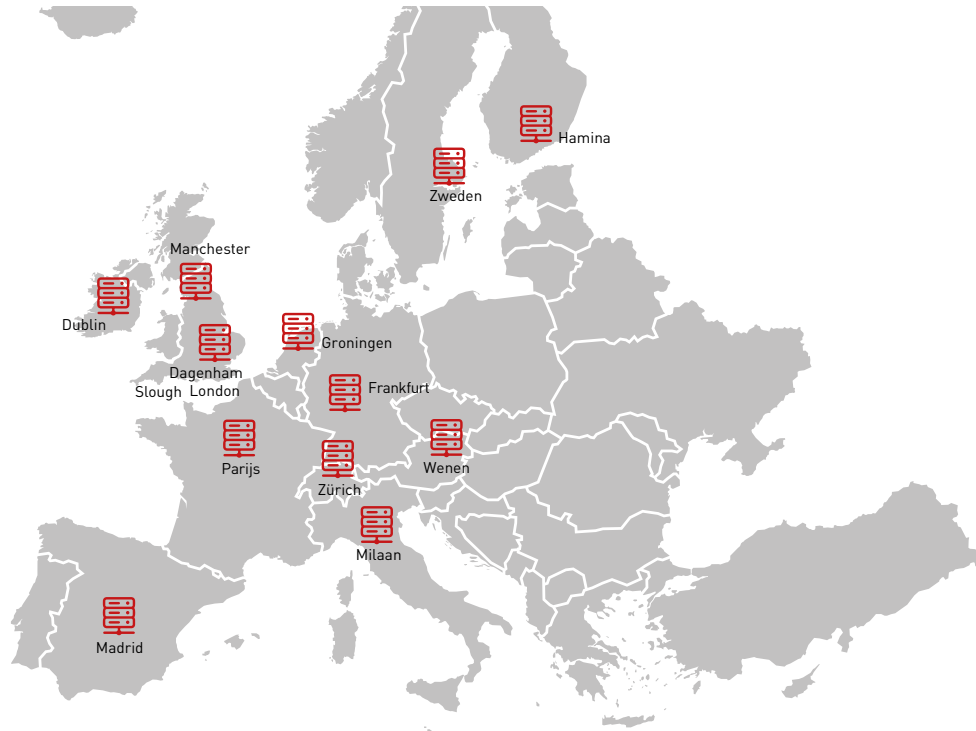 Hamina
Zweden
Manchester
Dublin
Groningen
Dagenham
Slough London
Frankfurt
Parijs
Wenen
Zürich
Milaan
Madrid